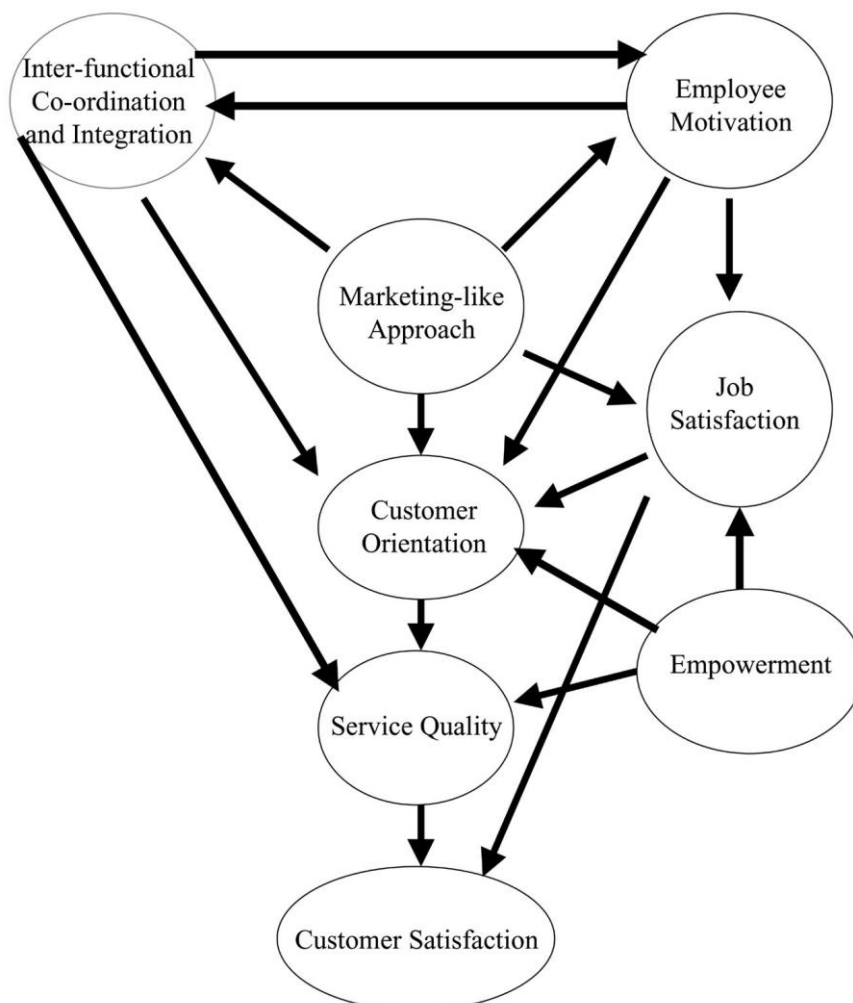 Inter-functional
Co-ordination
and Integration
Employee
Motivation
Marketing-like
Approach
Job
Satisfaction
Customer
Orientation
Empowerment
Service Quality
Customer Satisfaction